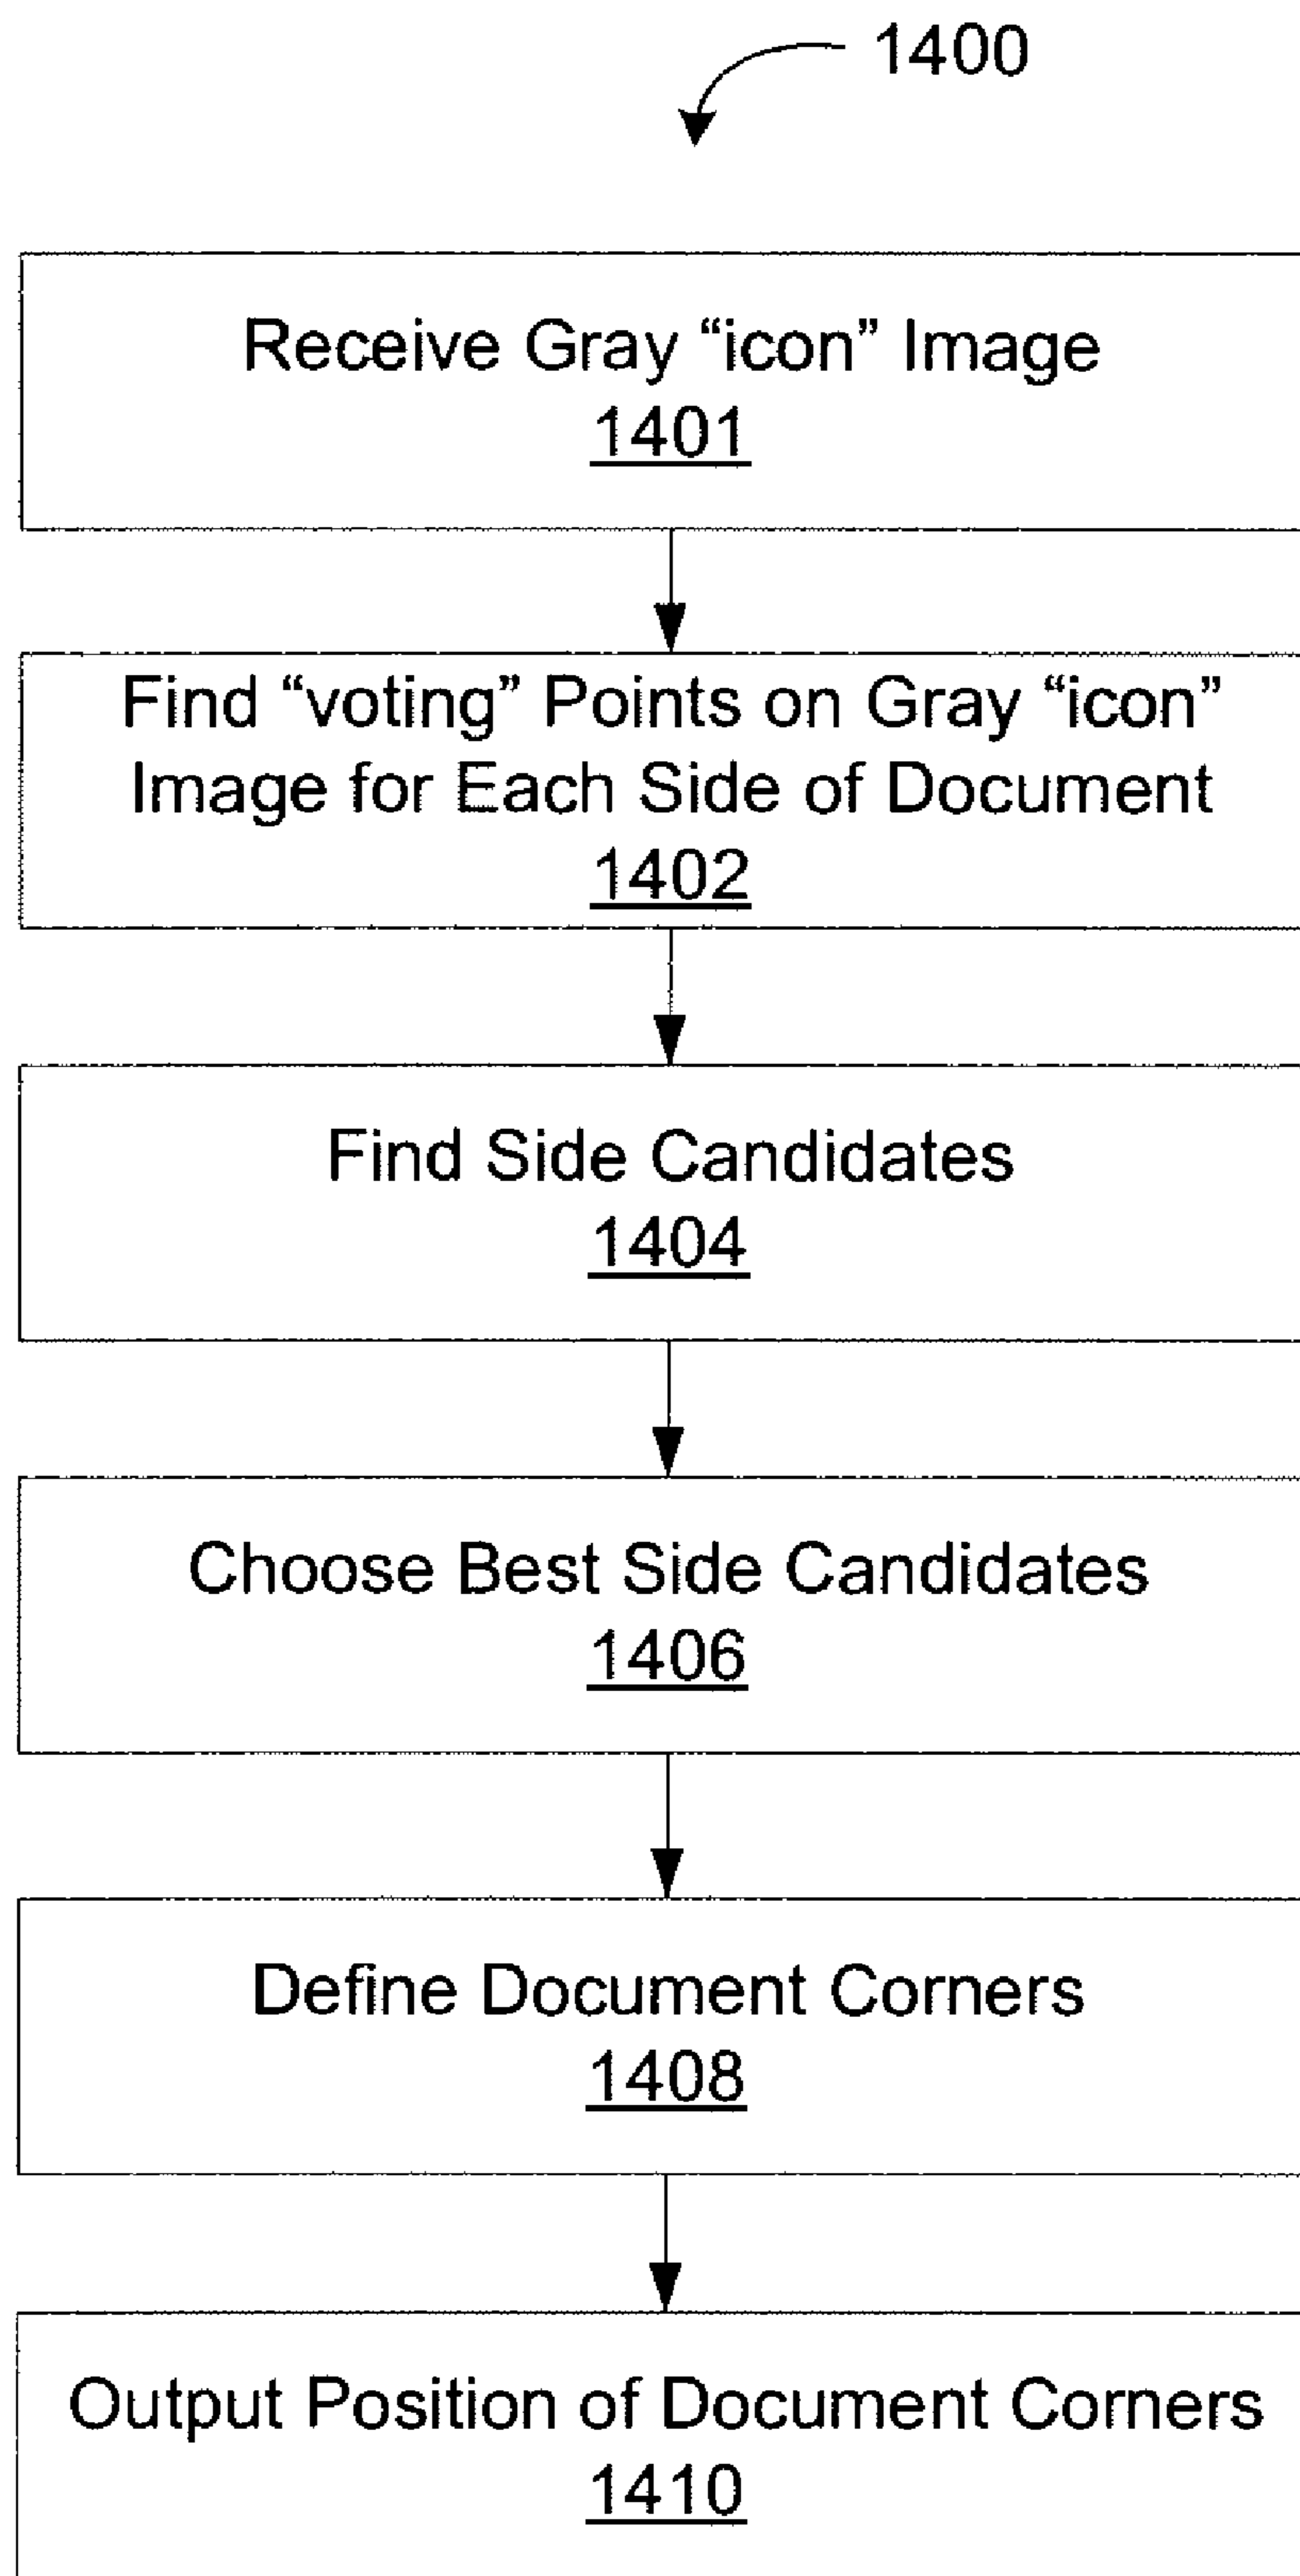 1400
Receive Gray “icon” Image
1401
Find “voting” Points on Gray “icon”
Image for Each Side of Document
1402
Find Side Candidates
1404
Choose Best Side Candidates
1406
Define Document Corners
1408
Output Position of Document Corners
1410